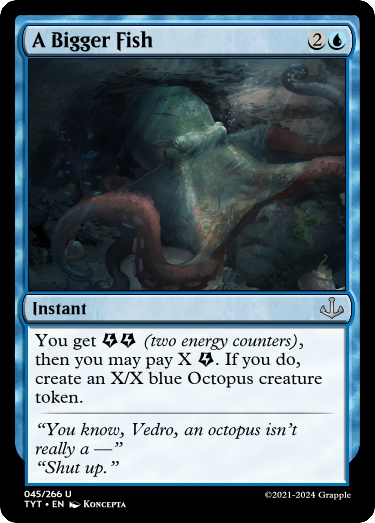 A Bigger Fish 2
Instant
You get (two energy counters),
then you may pay X . If you do,
create an X/X blue Octopus creature
token.
“You know, Vedro, an octopus isn’t
really a —”
“Shut up.”
045/266 U
TYT • EN Koncepta
©2021-2024 Grapple